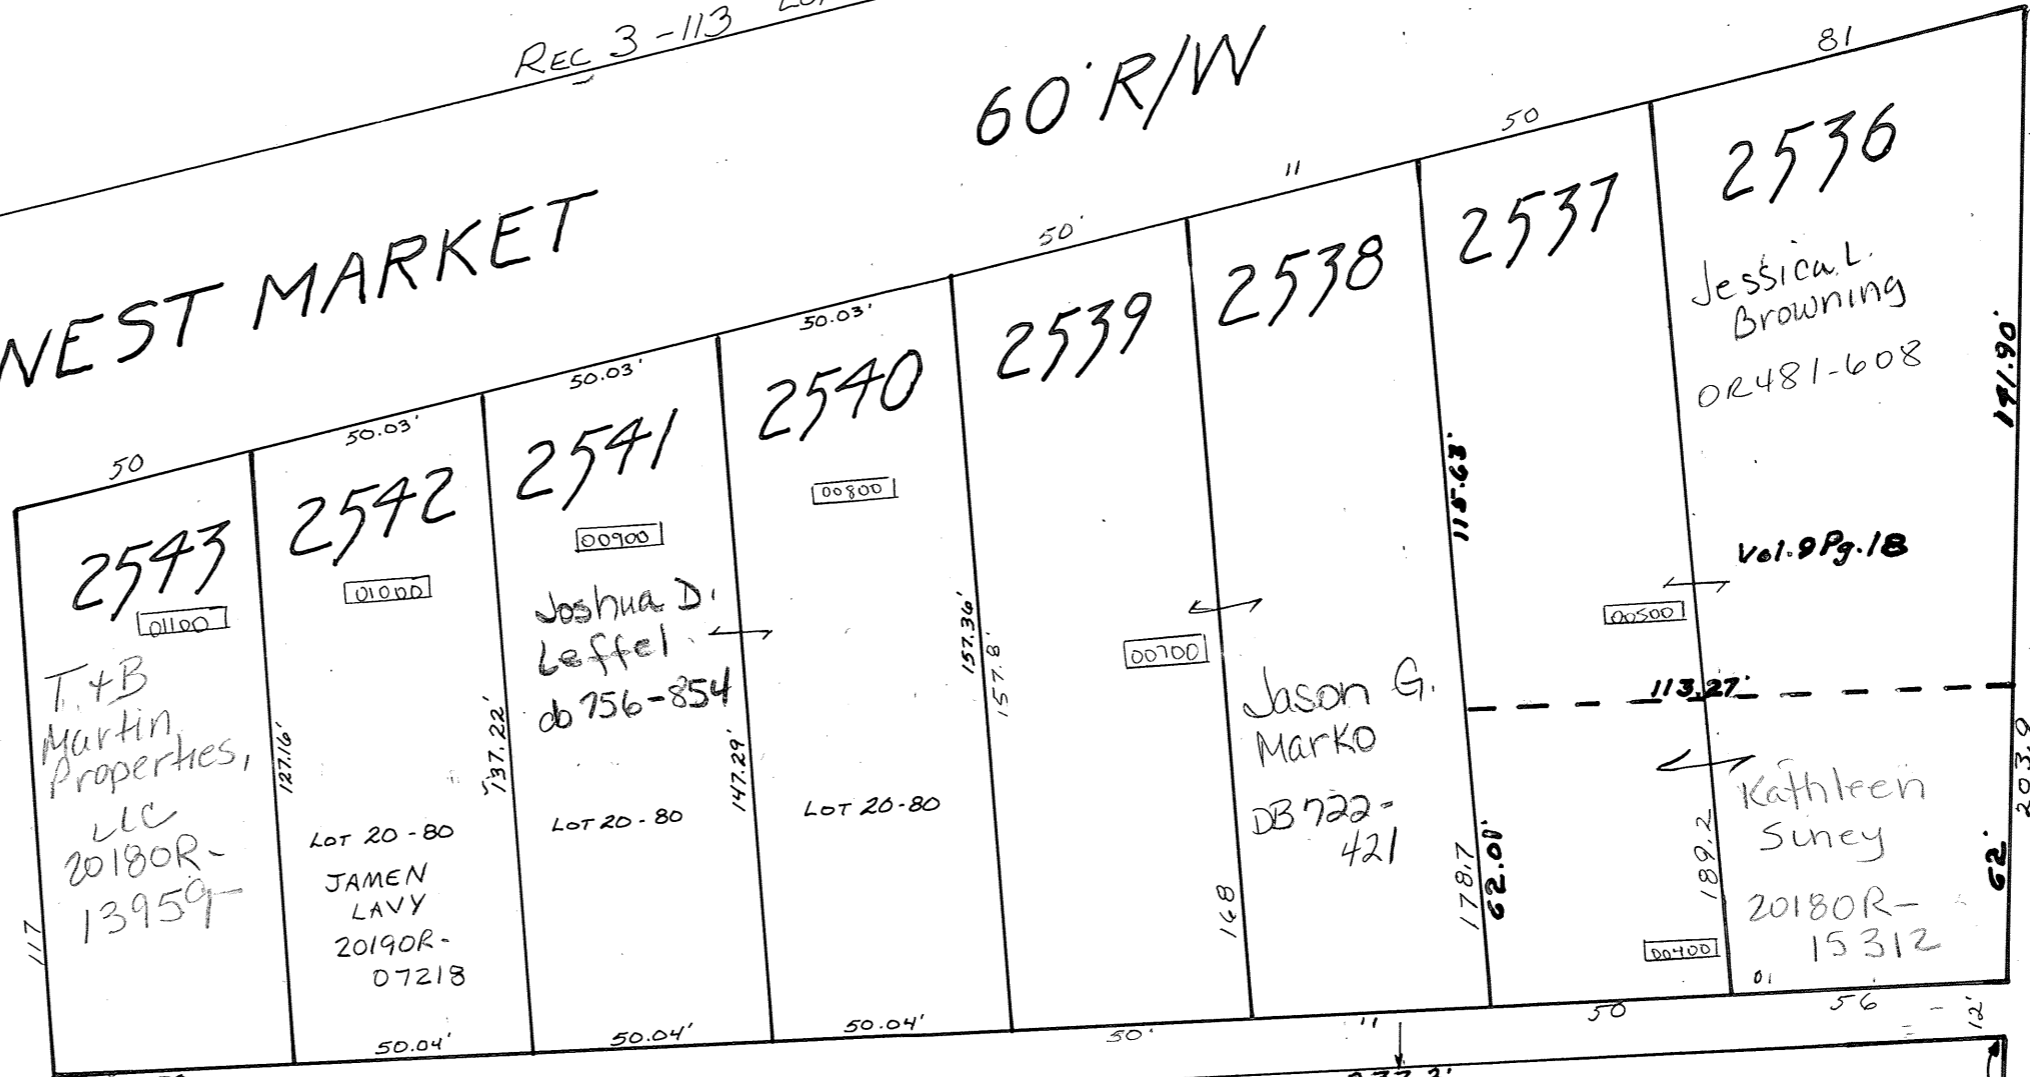 REC 3-113
60' R/W
WEST MARKET
81
50
11
50'
50.03'
50.03'
50.03'
50
2536
2537
2538
2539
2540
2541
2542
2543
Jessica L.
Browning
OR481-608
191.90'
Vol.9 Pg.18
00500
115.63'
113.27'
00700
00800
00900
01000
01100
Joshua D.
Leffel
db 756-854
T. + B
Martin
Properties,
LLC
2018OR-
13959
Jason G.
Marko
DB 722-
421
Kathleen
Siney
2018OR-
15312
LOT 20-80
JAMEN
LAVY
2019OR-
07218
LOT 20-80
LOT 20-80
117
127.16'
137.22'
147.29'
157.36'
157.8'
168
178.7
62.01'
189.2
62'
203.9
00400
50.04'
50.04'
50.04'
50'
11
50
56
12'